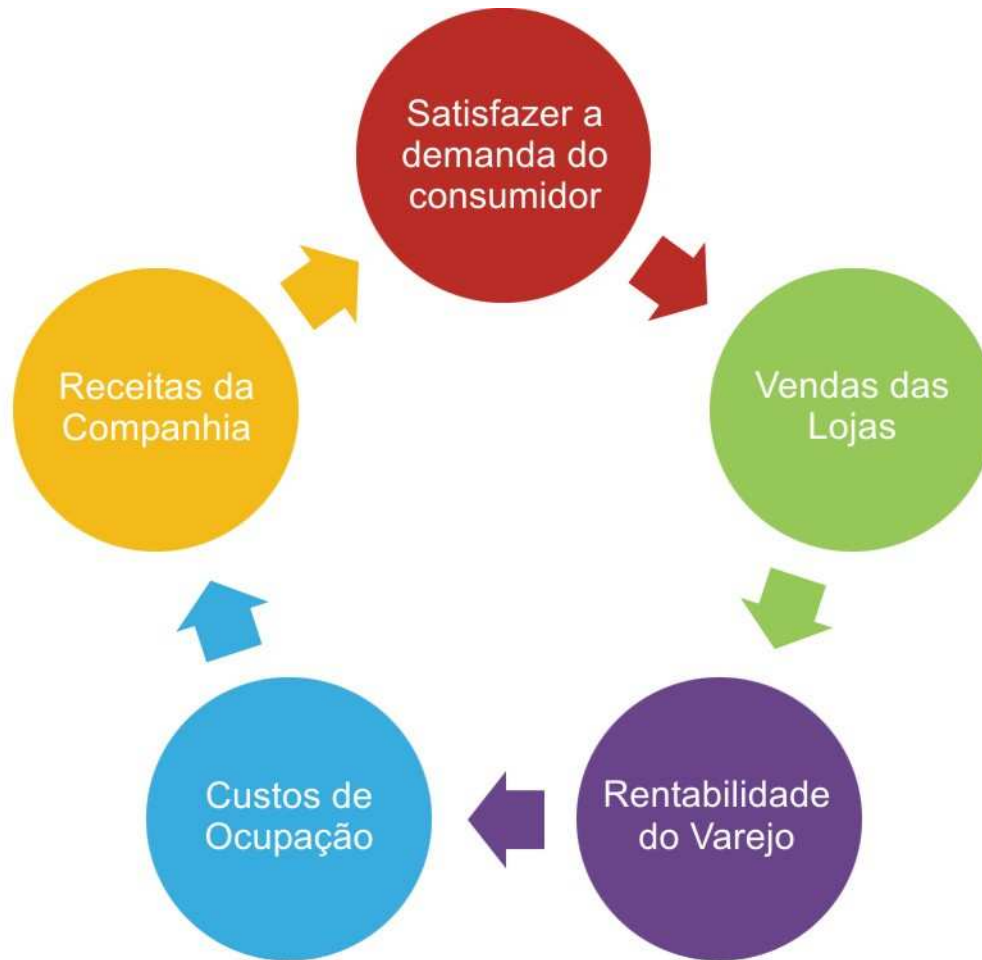 Satisfazer a
demanda do
consumidor
Vendas das
Lojas
Rentabilidade
do Varejo
Custos de
Ocupação
Receitas da
Companhia